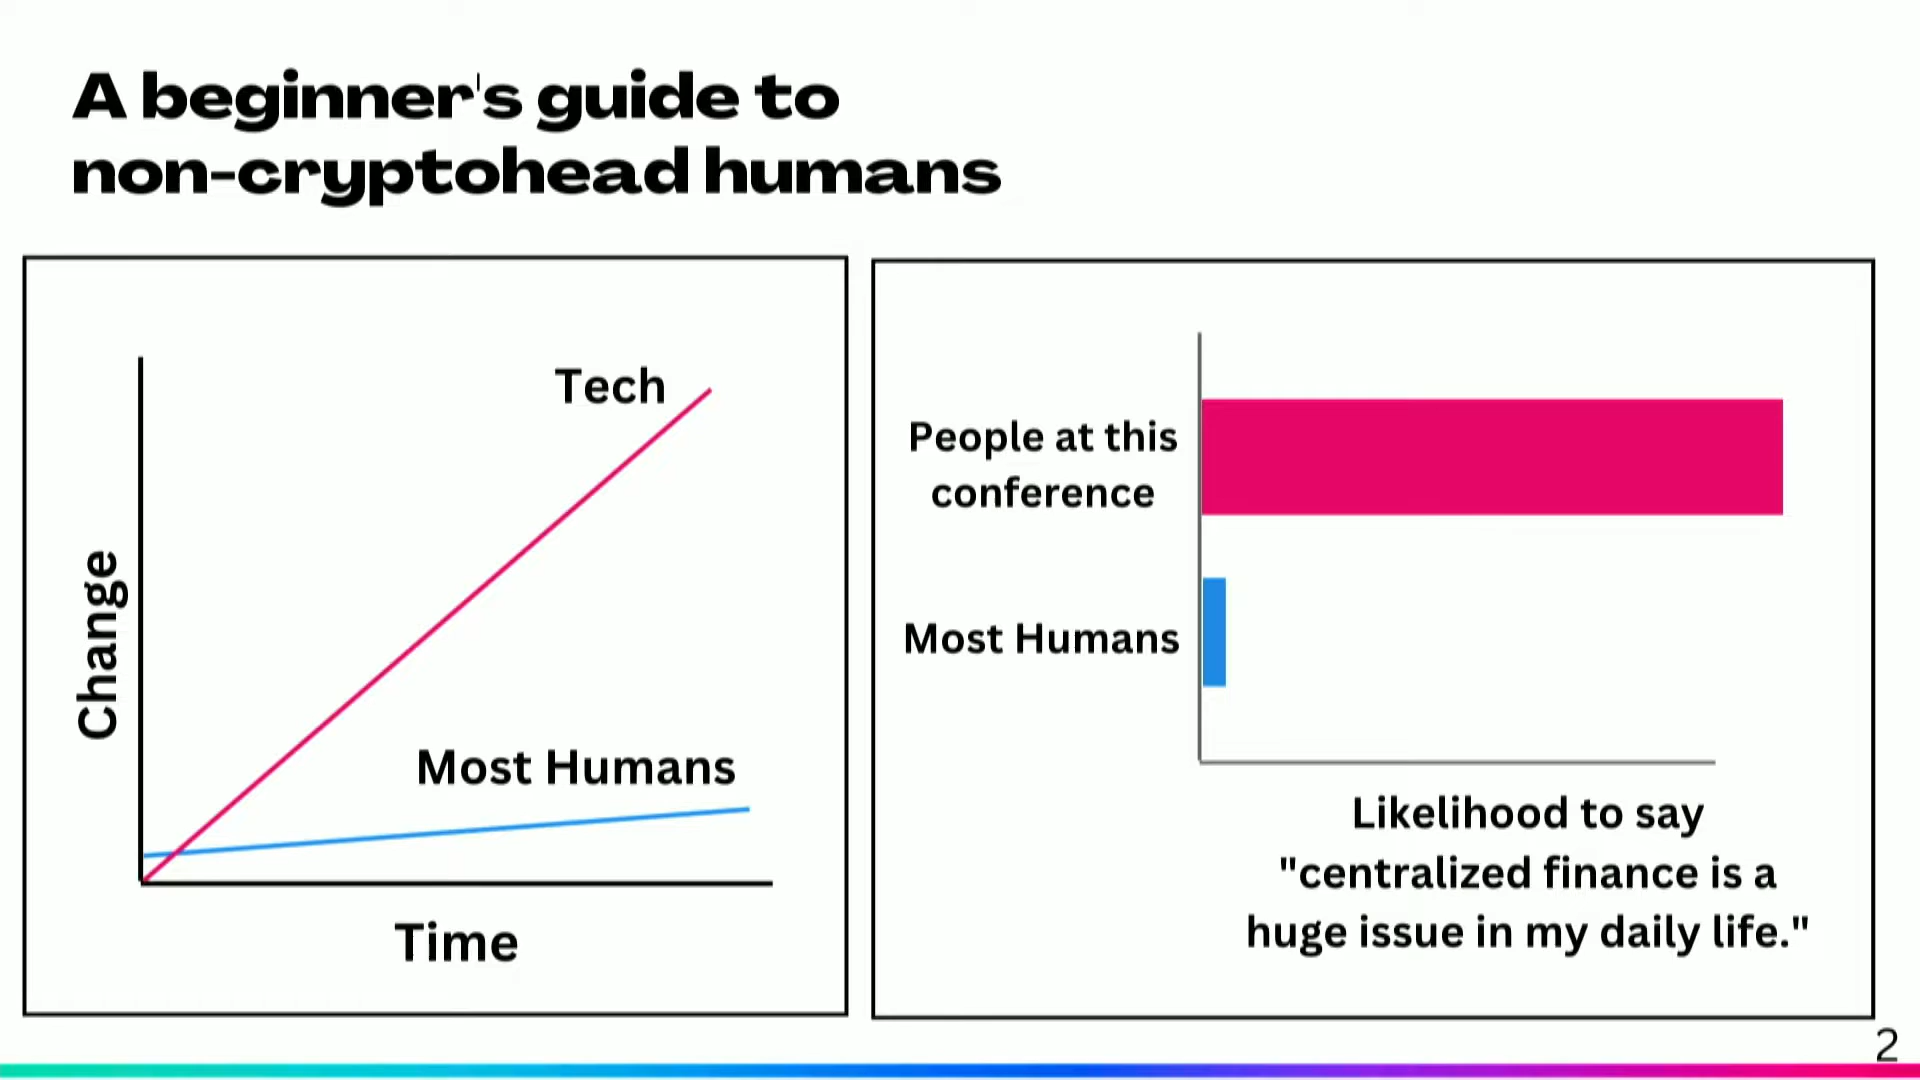 A beginner's guide to
non-cryptohead humans
Tech
Change
Most Humans
Time
People at this
conference
Most Humans
Likelihood to say
"centralized finance is a
huge issue in my daily life."
2